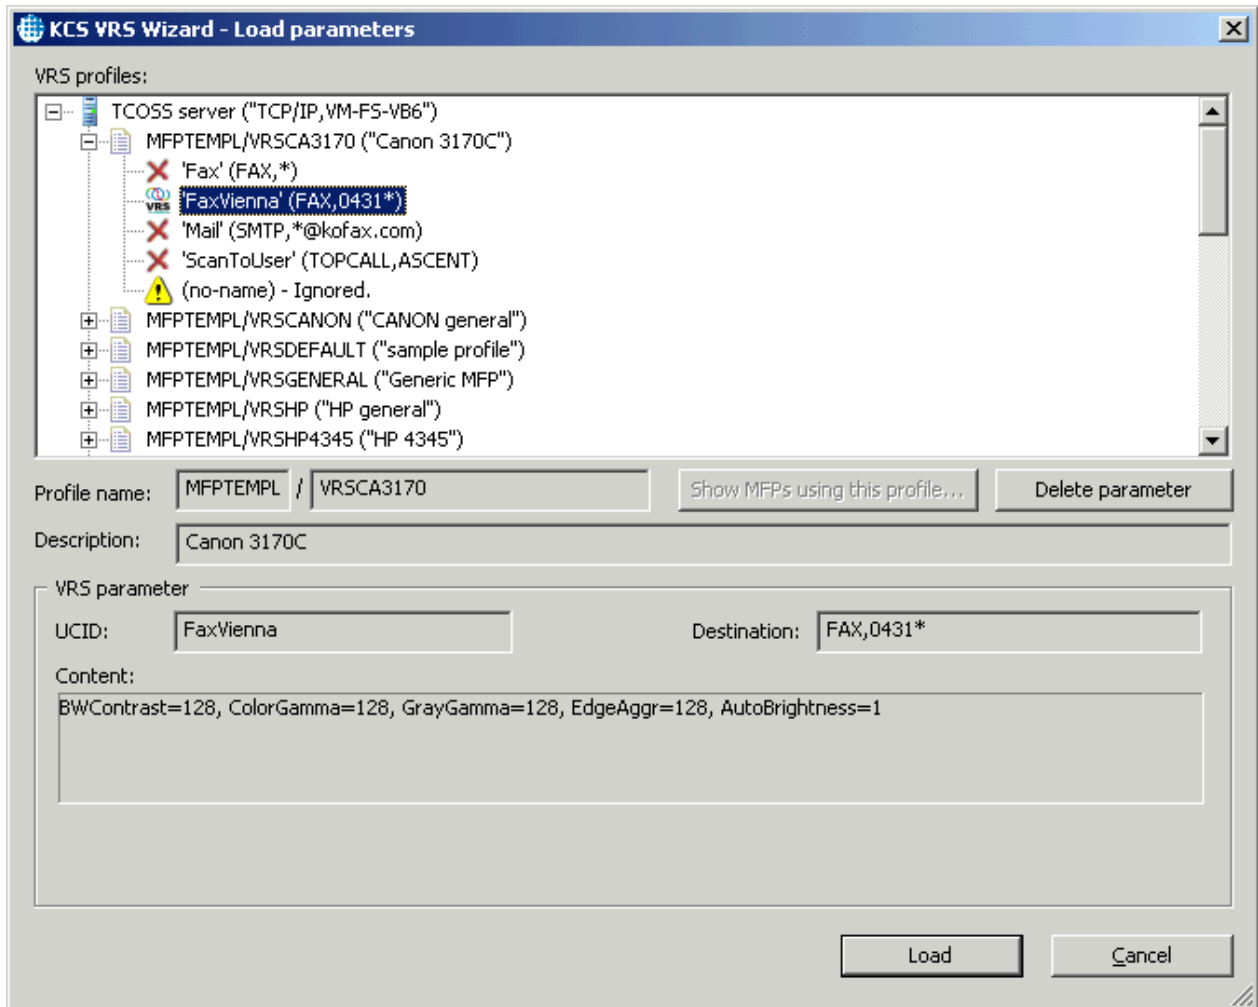 KCS VRS Wizard - Load parameters
VRS profiles:
TCOSS server ("TCP/IP,VM-FS-VB6")
MFPTEMPL/VRSCA3170 ("Canon 3170C")
'Fax' (FAX,*)
VRS 'FaxVienna' (FAX,0431*)
'Mail' (SMTP,*@kofax.com)
'ScanToUser' (TOPCALL,ASCENT)
(no-name) - Ignored.
MFPTEMPL/VRSCANON ("CANON general")
MFPTEMPL/VRSDEFAULT ("sample profile")
MFPTEMPL/VRSGENERAL ("Generic MFP")
MFPTEMPL/VRSHP ("HP general")
MFPTEMPL/VRSHP4345 ("HP 4345")
Profile name: MFPTEMPL / VRSCA3170 Show MFPs using this profile... Delete parameter
Description: Canon 3170C
VRS parameter
UCID: FaxVienna Destination: FAX,0431*
Content:
BWContrast=128, ColorGamma=128, GrayGamma=128, EdgeAggr=128, AutoBrightness=1
Load Cancel